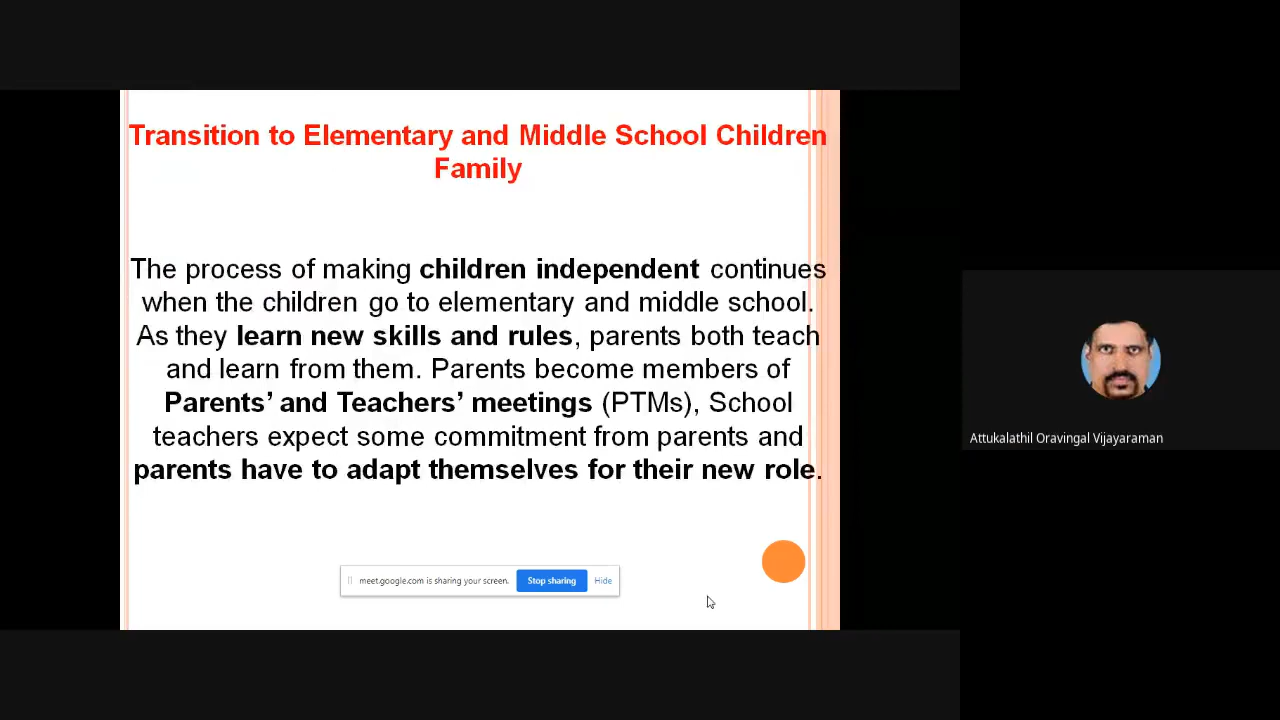 Transition to Elementary and Middle School Children
Family
The process of making children independent continues
when the children go to elementary and middle school.
As they learn new skills and rules, parents both teach
and learn from them. Parents become members of
Parents’ and Teachers’ meetings (PTMs), School
teachers expect some commitment from parents and
parents have to adapt themselves for their new role.
meet.google.com is sharing your screen. Stop sharing Hide
Attukalathil Oravingal Vijayaraman